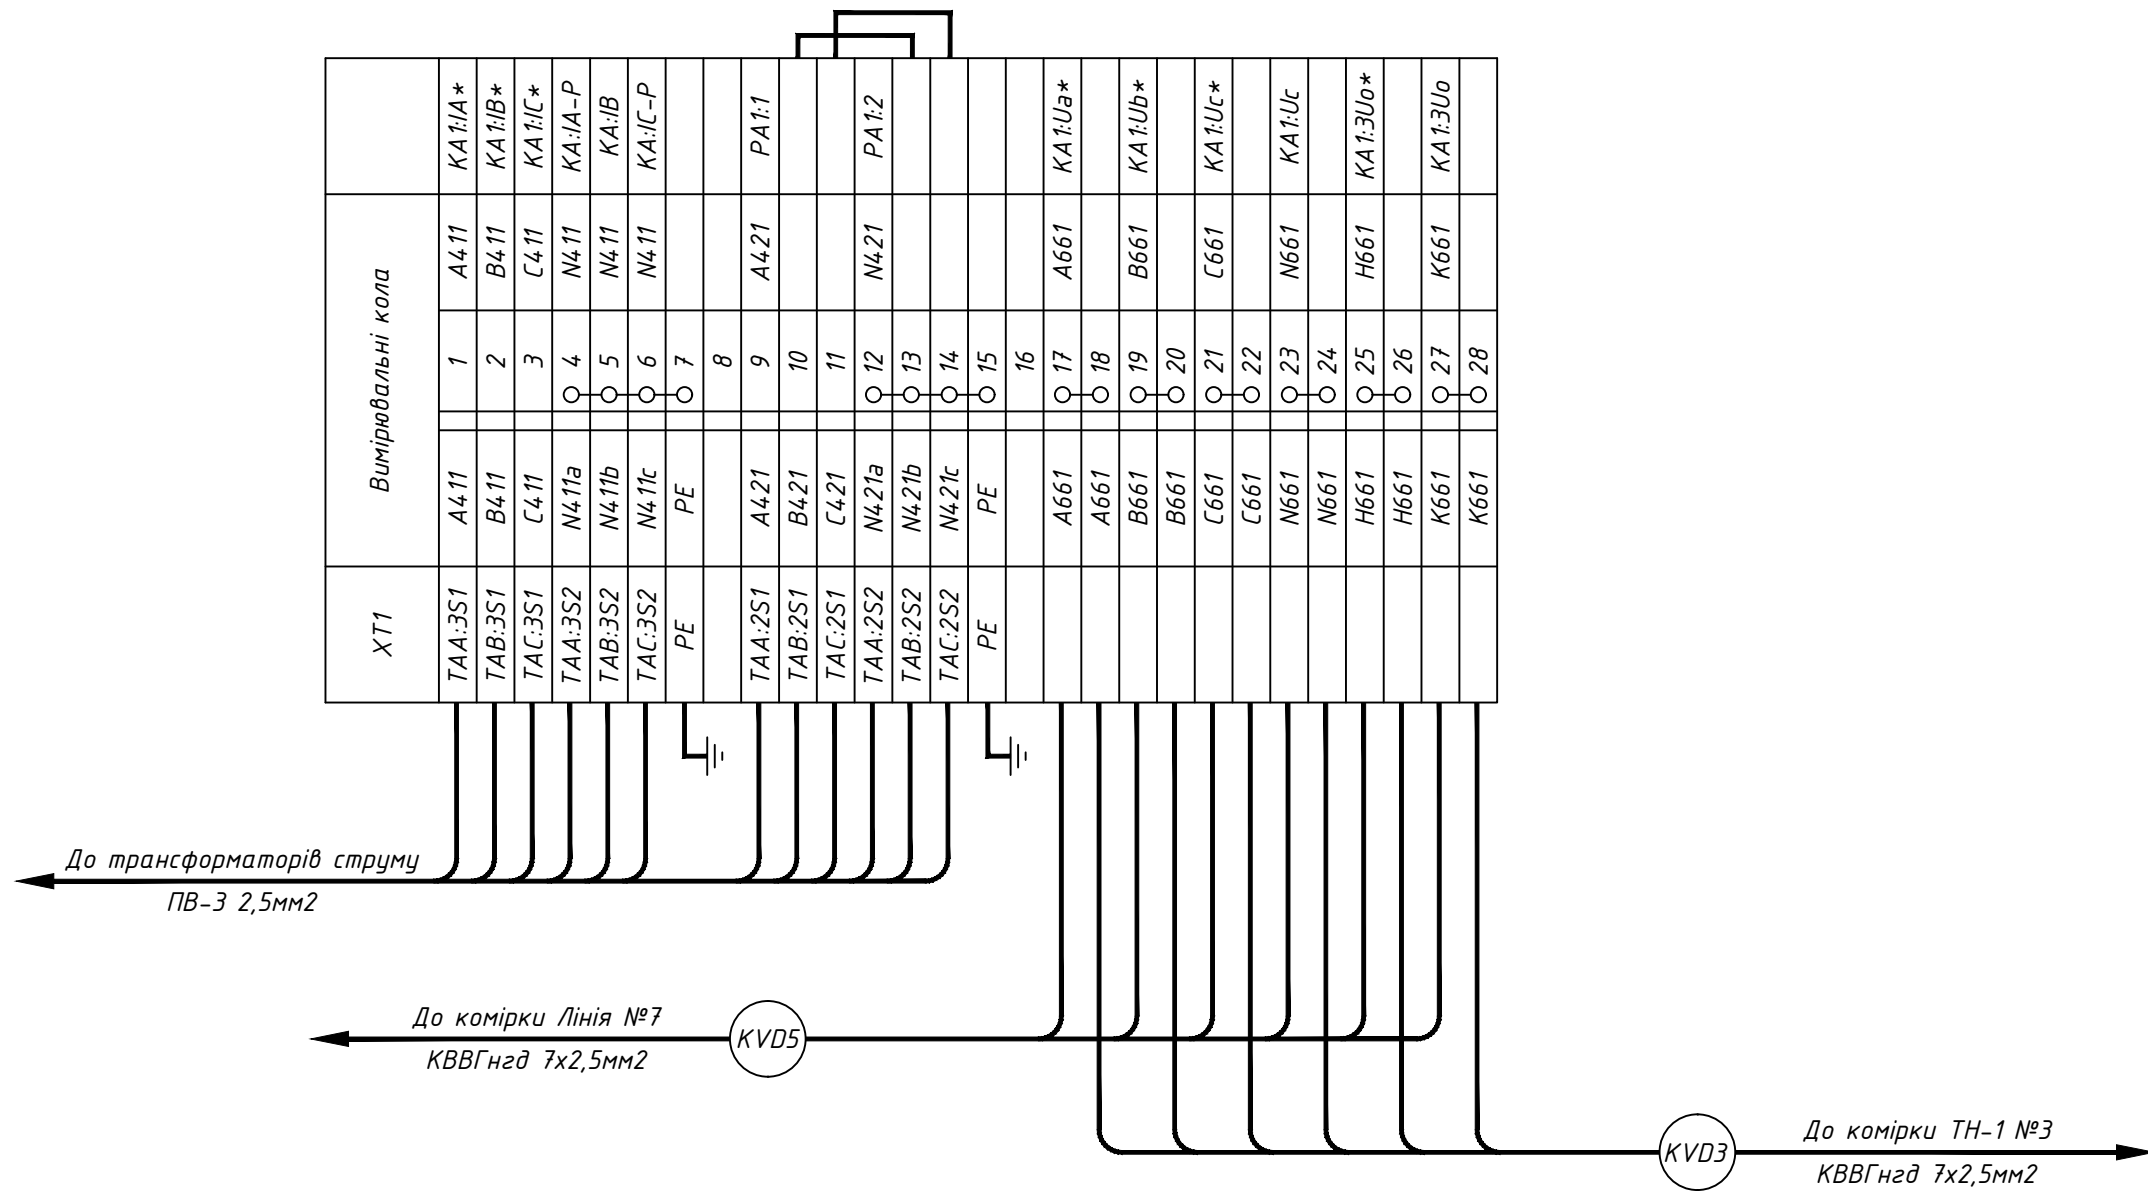 KA1:IA*
KA1:IB*
KA1:IC*
KA:IA-P
KA:IB
KA:IC-P
PA1:1
PA1:2
KA1:Ua*
KA1:Ub*
KA1:Uc*
KA1:Uc
KA1:3Uo*
KA1:3Uo
Вимірювальні кола
A411
B411
C411
N411
N411
N411
A421
N421
A661
B661
C661
N661
H661
K661
1
2
3
4
5
6
7
8
9
10
11
12
13
14
15
16
17
18
19
20
21
22
23
24
25
26
27
28
A411
B411
C411
N411a
N411b
N411c
PE
A421
B421
C421
N421a
N421b
N421c
PE
A661
A661
B661
B661
C661
C661
N661
N661
H661
H661
K661
K661
XT1
TAA:3S1
TAB:3S1
TAC:3S1
TAA:3S2
TAB:3S2
TAC:3S2
PE
TAA:2S1
TAB:2S1
TAC:2S1
TAA:2S2
TAB:2S2
TAC:2S2
PE
До трансформаторів струму
ПВ-3 2,5мм2
До комірки Лінія №7
КВВГнгд 7x2,5мм2
KVD5
KVD3
До комірки ТН-1 №3
КВВГнгд 7x2,5мм2